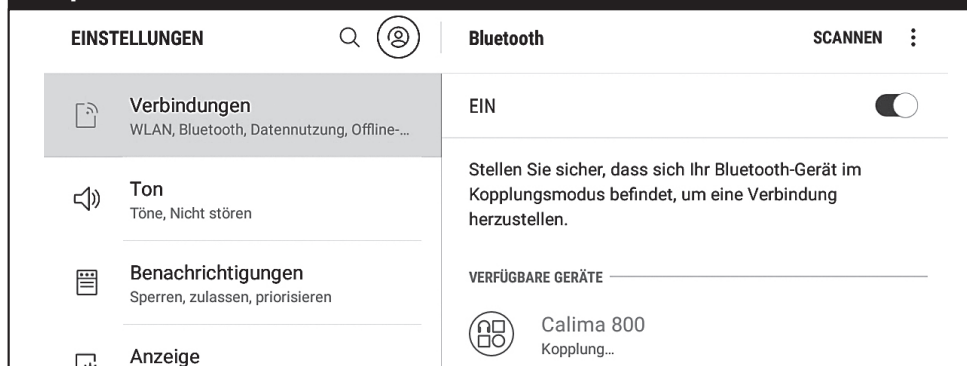 EINSTELLUNGEN
Verbindungen
WLAN, Bluetooth, Datennutzung, Offline-...
Ton
Töne, Nicht stören
Benachrichtigungen
Sperren, zulassen, priorisieren
Anzeige
Bluetooth
SCANNEN
EIN
Stellen Sie sicher, dass sich Ihr Bluetooth-Gerät im
Kopplungsmodus befindet, um eine Verbindung
herzustellen.
VERFÜGBARE GERÄTE
Calima 800
Kopplung...